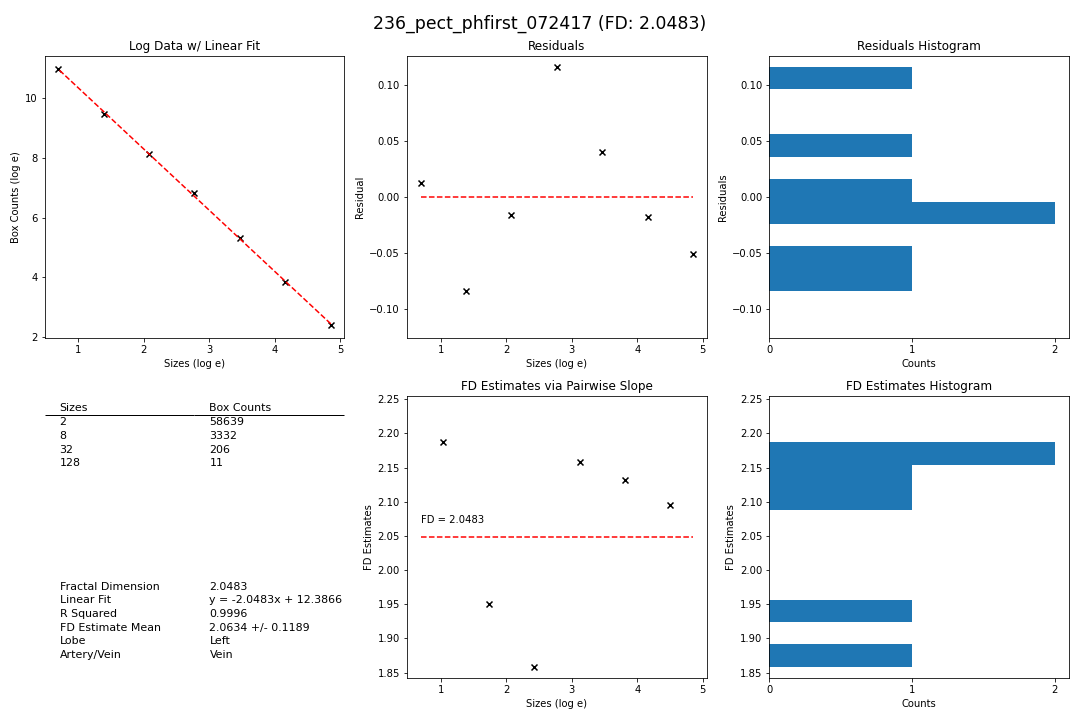 236_pect_phfirst_072417 (FD: 2.0483)
Log Data w/ Linear Fit
Box Counts (log e)
10
8
6
4
2
1 2 3 4 5
Sizes (log e)
Residuals
Residual
0.10
0.05
0.00
−0.05
−0.10
1 2 3 4 5
Sizes (log e)
Residuals Histogram
Residuals
0.10
0.05
0.00
−0.05
−0.10
0 1 2
Counts
Sizes Box Counts
2 58639
8 3332
32 206
128 11
Fractal Dimension 2.0483
Linear Fit y = -2.0483x + 12.3866
R Squared 0.9996
FD Estimate Mean 2.0634 +/- 0.1189
Lobe Left
Artery/Vein Vein
FD Estimates via Pairwise Slope
FD Estimates
2.25
2.20
2.15
2.10
2.05
2.00
1.95
1.90
1.85
FD = 2.0483
1 2 3 4 5
Sizes (log e)
FD Estimates Histogram
FD Estimates
2.25
2.20
2.15
2.10
2.05
2.00
1.95
1.90
1.85
0 1 2
Counts